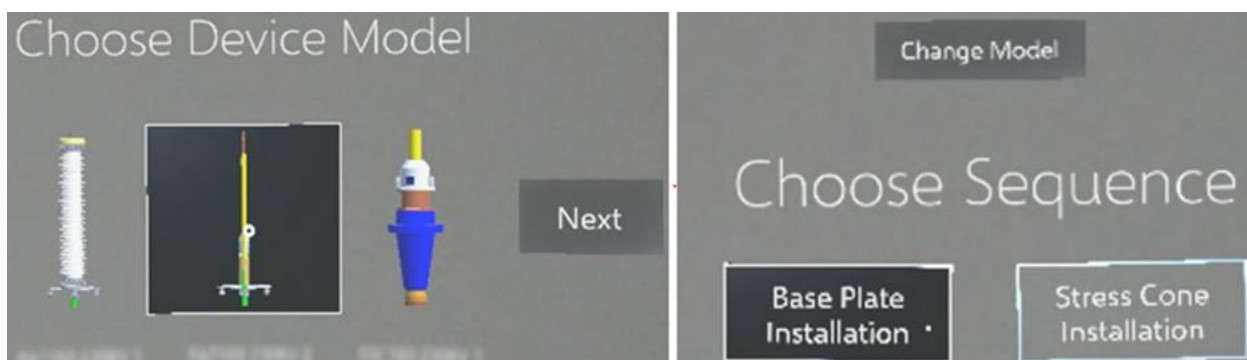 Choose Device Model
Next
Change Model
Choose Sequence
Base Plate
Installation
Stress Cone
Installation